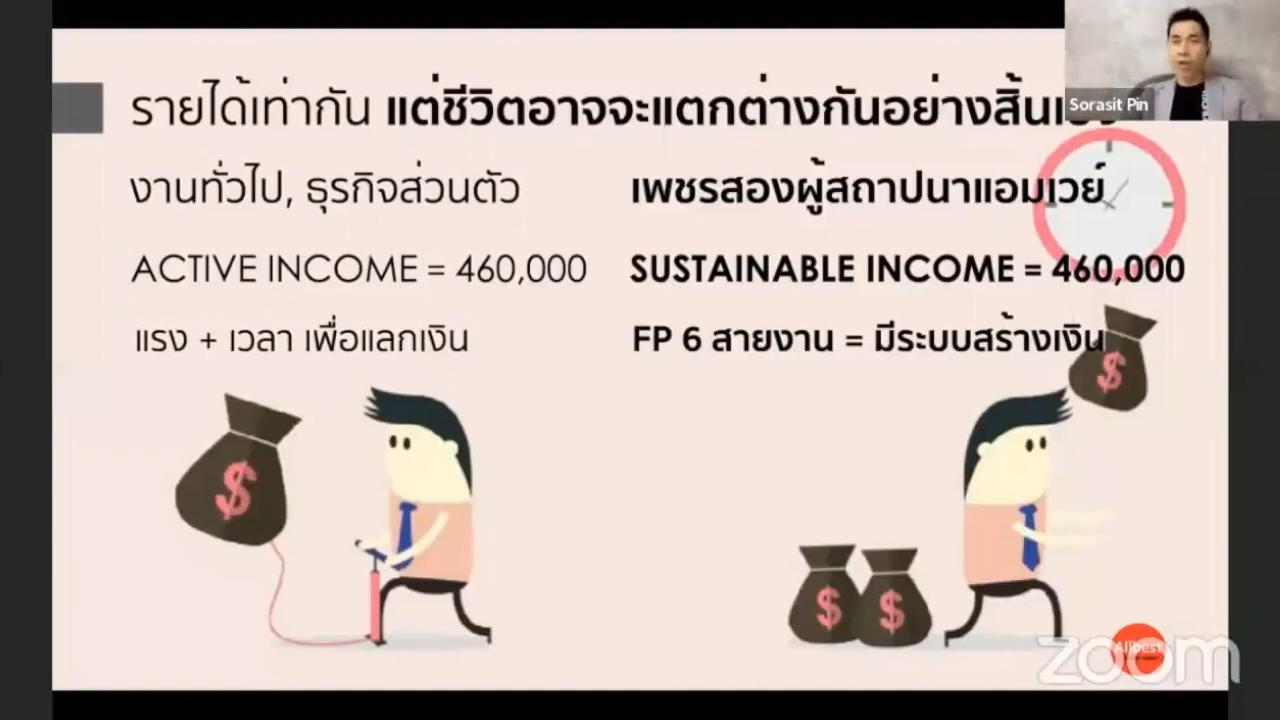 รายได้เท่ากัน แต่ชีวิตอาจจะแตกต่างกันอย่างสิ้น
Sorasit Pin
งานทั่วไป, ธุรกิจส่วนตัว
เพชรสองผู้สถาปนาแอมเวย์
ACTIVE INCOME = 460,000
SUSTAINABLE INCOME = 460,000
แรง + เวลา เพื่อแลกเงิน
FP 6 สายงาน = มีระบบสร้างเงิน
$
$
$ $
Allbest
zoom